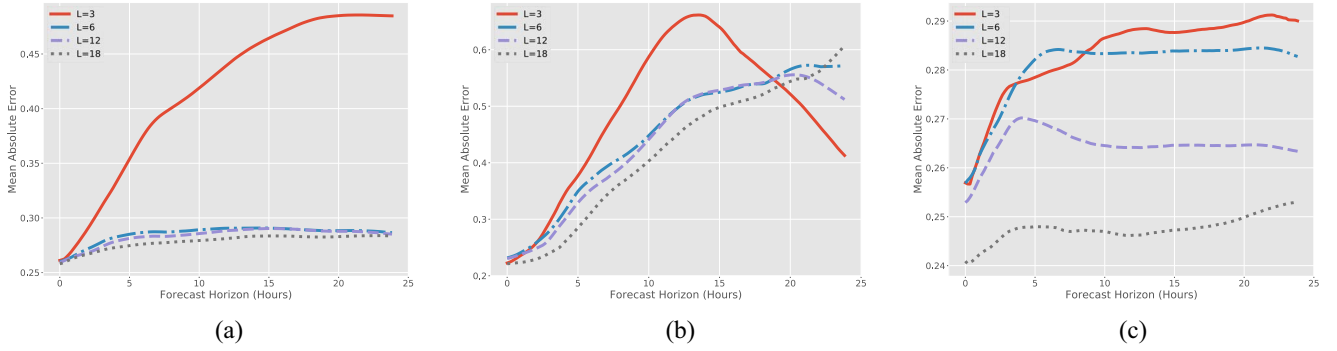 L=3
L=6
L=12
L=18
0,45
0,40
0,35
0,30
0,25
Mean Absolute Error
0 5 10 15 20 25
Forecast Horizon (Hours)
(a)
L=3
L=6
L=12
L=18
0,6
0,5
0,4
0,3
0,2
Mean Absolute Error
0 5 10 15 20 25
Forecast Horizon (Hours)
(b)
L=3
L=6
L=12
L=18
0,29
0,28
0,27
0,26
0,25
0,24
Mean Absolute Error
0 5 10 15 20 25
Forecast Horizon (Hours)
(c)